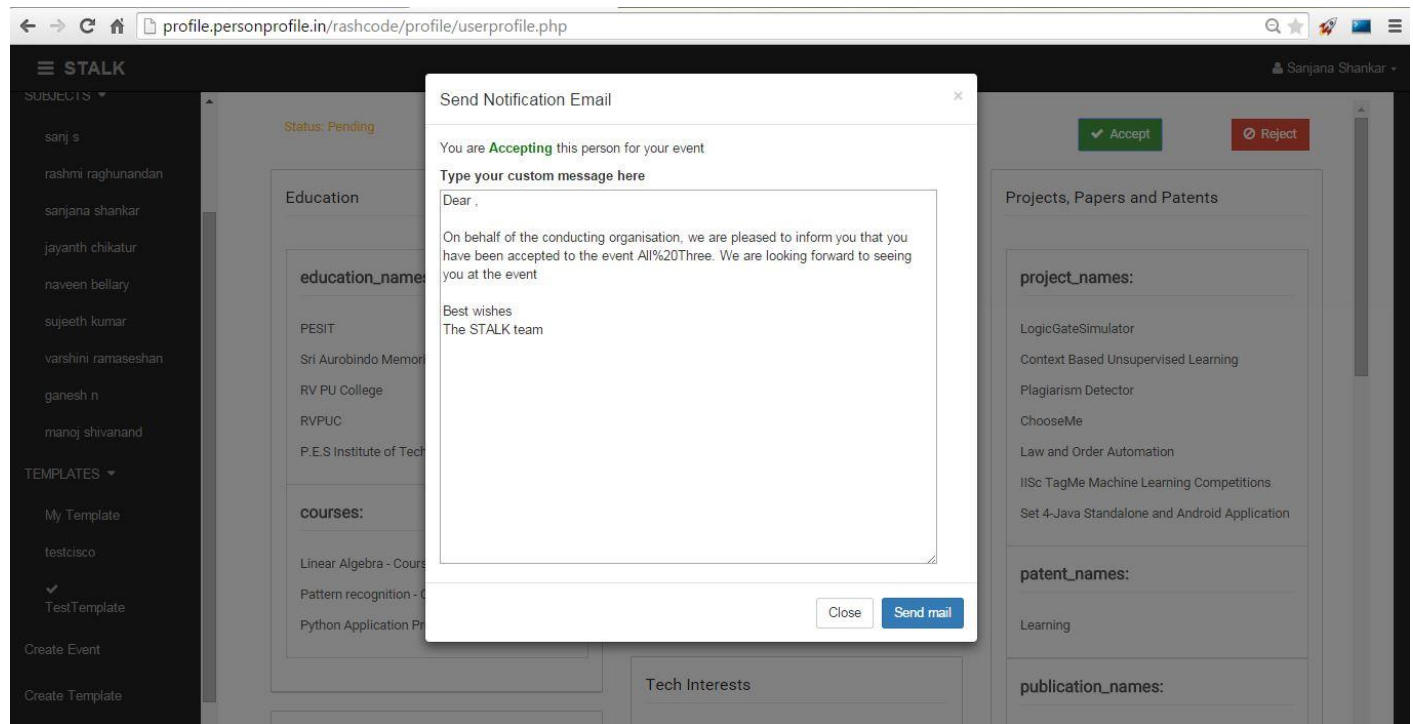 profile.personprofile.in/rashcode/profile/userprofile.php
STALK
Sanjana Shankar
SUBJECTS
sanj s
rashmi raghunandan
sanjana shankar
jayanth chikatur
naveen bellary
sujeeth kumar
varshini ramaseshan
ganesh n
manoj shivanand
TEMPLATES
My Template
testcisco
TestTemplate
Create Event
Create Template
Status: Pending
Accept
Reject
Education
education_name
PESIT
Sri Aurobindo Memor
RV PU College
RVPUC
P.E.S Institute of Tech
courses:
Linear Algebra - Cours
Pattern recognition -
Python Application Pr
Send Notification Email
×
You are Accepting this person for your event
Type your custom message here
Dear ,
On behalf of the conducting organisation, we are pleased to inform you that you
have been accepted to the event All%20Three. We are looking forward to seeing
you at the event
Best wishes
The STALK team
Close
Send mail
Tech Interests
Projects, Papers and Patents
project_names:
LogicGateSimulator
Context Based Unsupervised Learning
Plagiarism Detector
ChooseMe
Law and Order Automation
IISc TagMe Machine Learning Competitions
Set 4-Java Standalone and Android Application
patent_names:
Learning
publication_names: